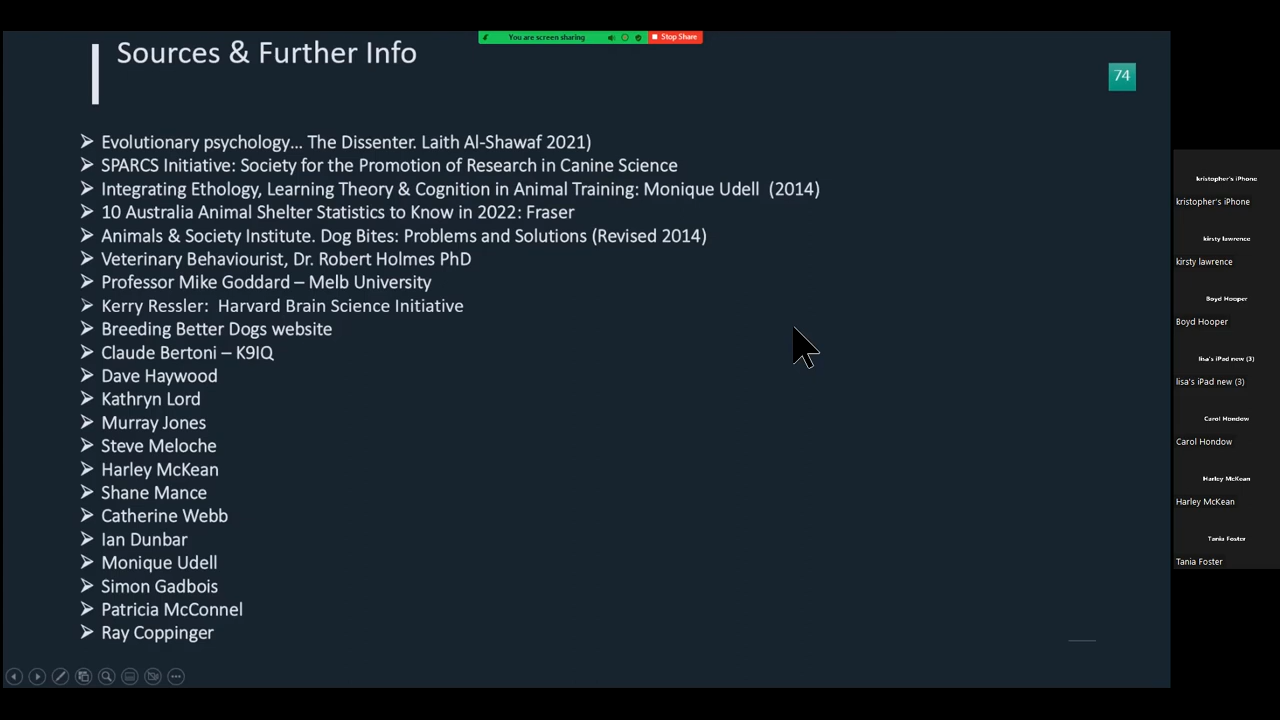 Sources & Further Info
You are screen sharing
Stop Share
74
Evolutionary psychology... The Dissenter. Laith Al-Shawaf 2021)
SPARCS Initiative: Society for the Promotion of Research in Canine Science
Integrating Ethology, Learning Theory & Cognition in Animal Training: Monique Udell (2014)
10 Australia Animal Shelter Statistics to Know in 2022: Fraser
Animals & Society Institute. Dog Bites: Problems and Solutions (Revised 2014)
Veterinary Behaviourist, Dr. Robert Holmes PhD
Professor Mike Goddard – Melb University
Kerry Ressler: Harvard Brain Science Initiative
Breeding Better Dogs website
Claude Bertoni – K9IQ
Dave Haywood
Kathryn Lord
Murray Jones
Steve Meloche
Harley McKean
Shane Mance
Catherine Webb
Ian Dunbar
Monique Udell
Simon Gadbois
Patricia McConnel
Ray Coppinger
kristopher's iPhone
kristopher's iPhone
kirsty lawrence
kirsty lawrence
Boyd Hooper
Boyd Hooper
lisa's iPad new (3)
lisa's iPad new (3)
Carol Hondow
Carol Hondow
Harley McKean
Harley McKean
Tania Foster
Tania Foster